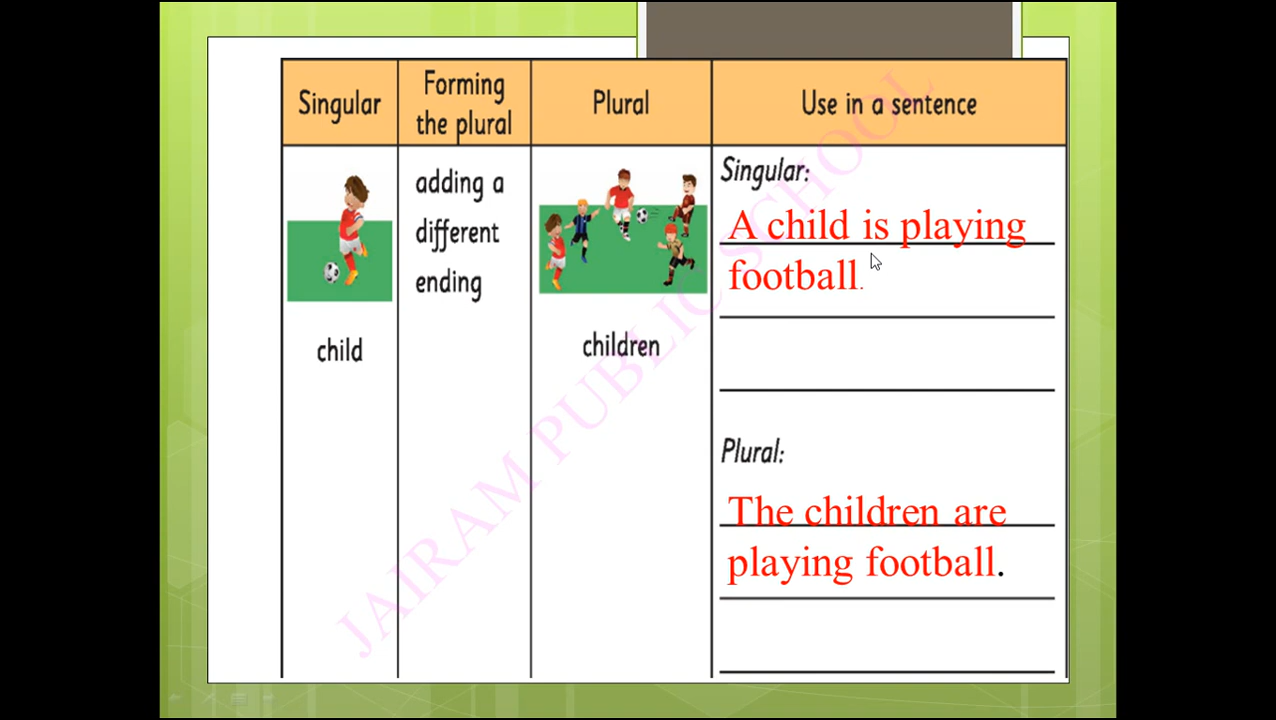 Singular
Forming
the plural
Plural
Use in a sentence
child
adding a
different
ending
children
Singular:
A child is playing
football.
Plural:
The children are
playing football.
JAIRAM PUBLIC SCHOOL